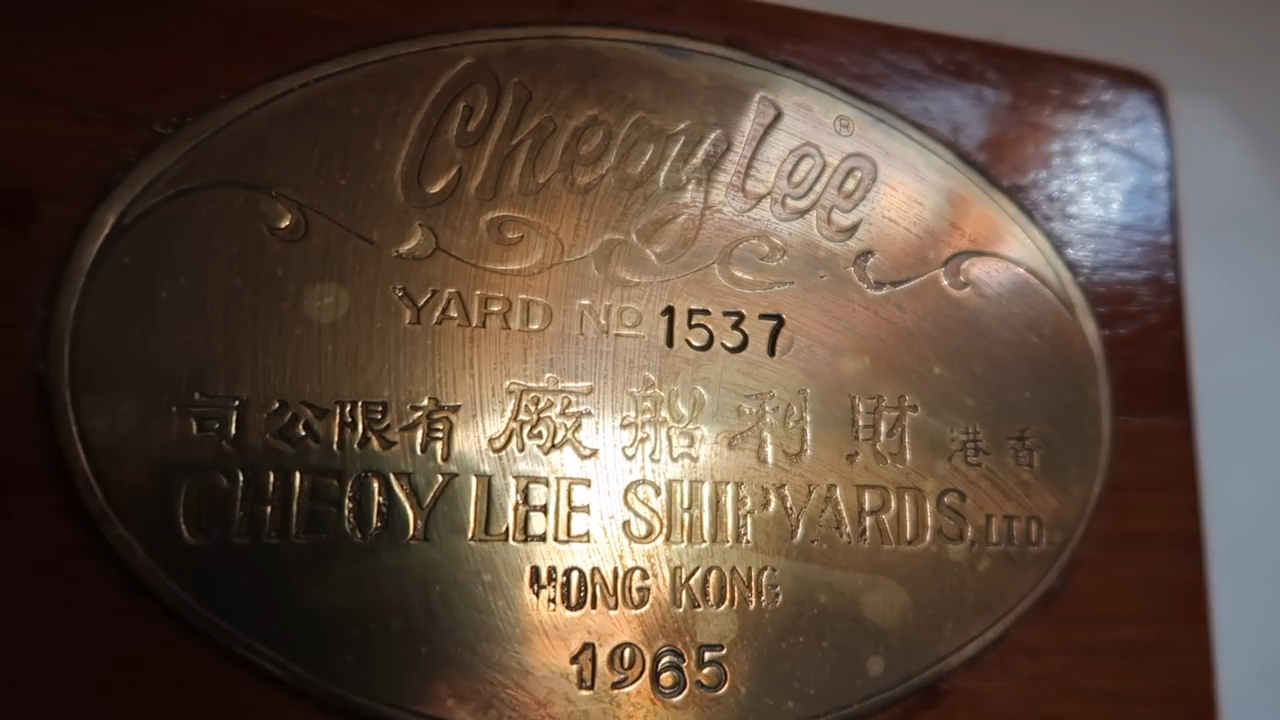 Cheoy Lee ®
YARD No 1537
香港 財利船廠有限公司
CHEOY LEE SHIPYARDS, LTD
HONG KONG
1965